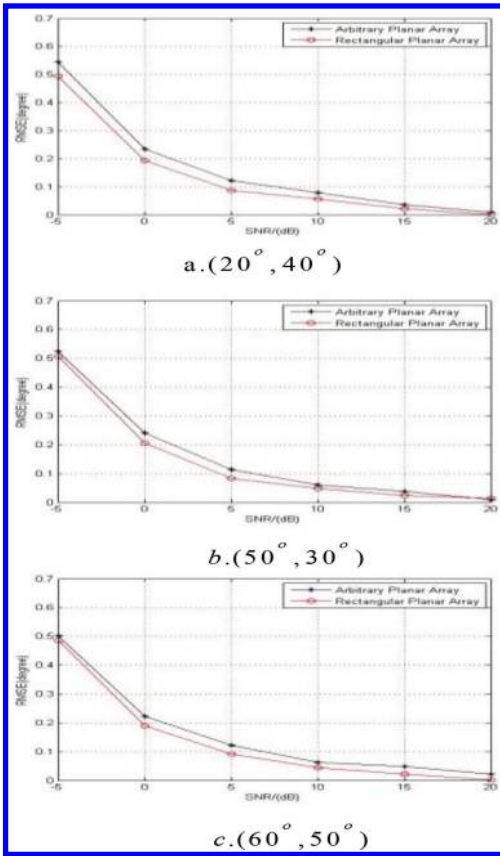 0.7
0.6
0.5
0.4
0.3
0.2
0.1
0
RMSE(degree)
Arbitrary Planar Array
Rectangular Planar Array
-5 0 5 10 15 20
SNR/(dB)
a.(20°,40°)
0.7
0.6
0.5
0.4
0.3
0.2
0.1
0
RMSE(degree)
Arbitrary Planar Array
Rectangular Planar Array
-5 0 5 10 15 20
SNR/(dB)
b.(50°,30°)
0.7
0.6
0.5
0.4
0.3
0.2
0.1
0
RMSE(degree)
Arbitrary Planar Array
Rectangular Planar Array
-5 0 5 10 15 20
SNR/(dB)
c.(60°,50°)